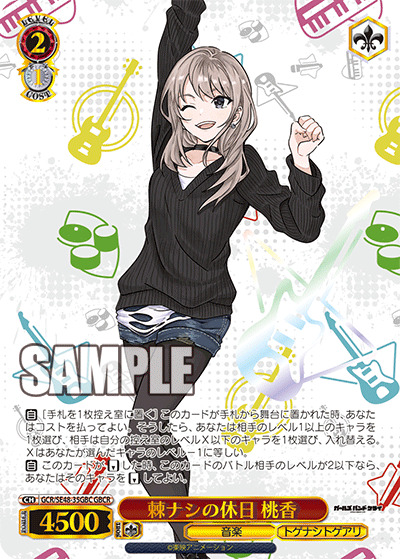 LEVEL
2
1
COST
SAMPLE
自 [手札を1枚控え室に置く] このカードが手札から舞台に置かれた時、あなた
はコストを払ってよい。そうしたら、あなたは相手のレベル1以上のキャラを
1枚選び、相手は自分の控え室のレベルX以下のキャラを1枚選び、入れ替える。
Xはあなたが選んだキャラのレベル-1に等しい。
自 このカードが した時、このカードのバトル相手のレベルが2以下なら、
あなたはそのキャラを してよい。
CH GCR/SE48-35GBC GBCR
ガールズバンドクライ
POWER
4500
SOUL
棘ナシの休日 桃香
音楽
トゲナシトゲアリ
©東映アニメーション